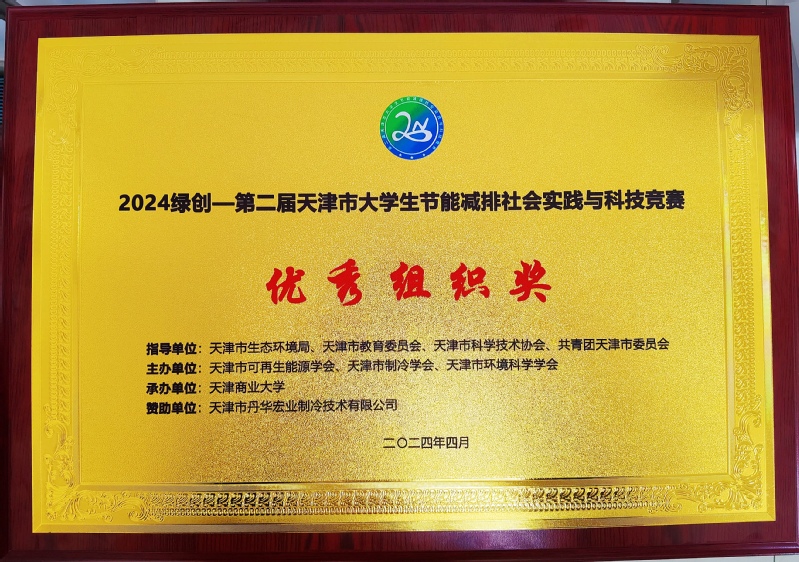 2024绿创—第二届天津市大学生节能减排社会实践与科技竞赛
优秀组织奖
指导单位：天津市生态环境局、天津市教育委员会、天津市科学技术协会、共青团天津市委员会
主办单位：天津市可再生能源学会、天津市制冷学会、天津市环境科学学会
承办单位：天津商业大学
赞助单位：天津市丹华宏业制冷技术有限公司
二〇二四年四月